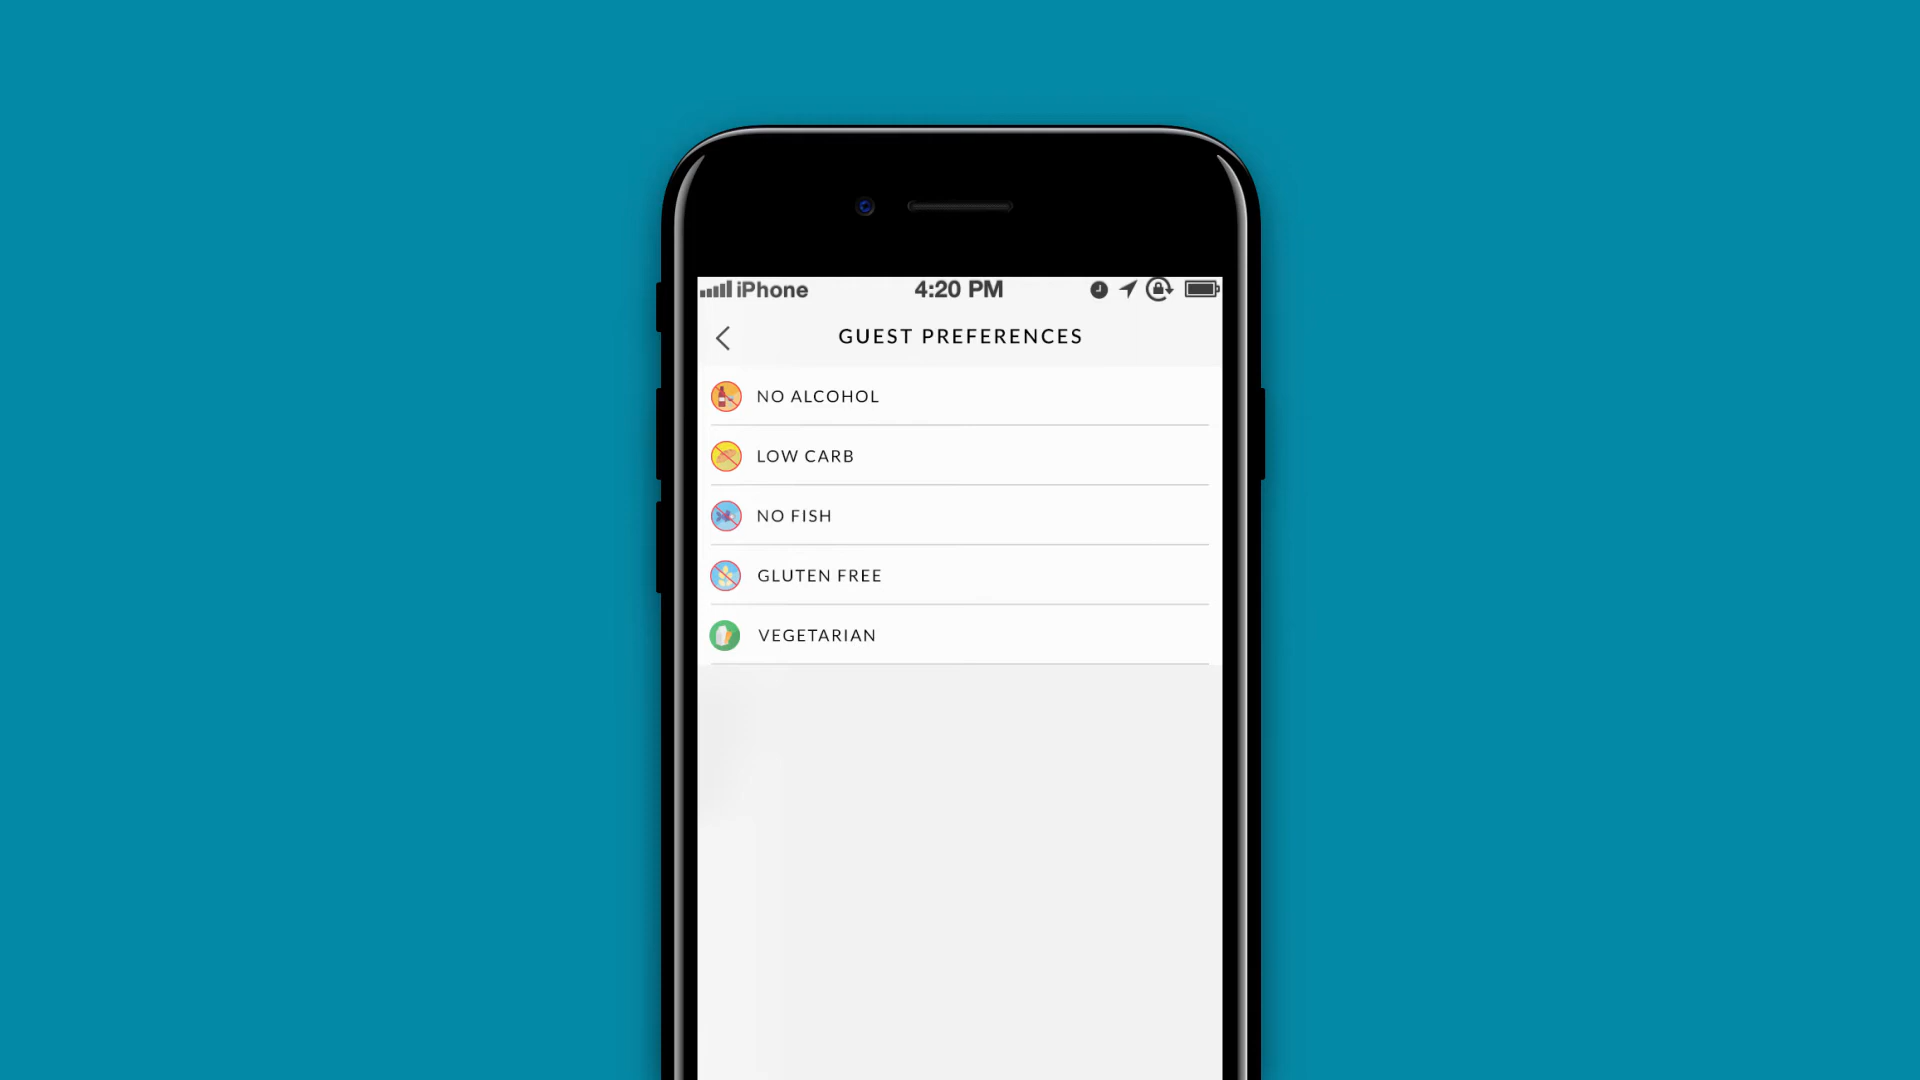 iPhone 4:20 PM
GUEST PREFERENCES
NO ALCOHOL
LOW CARB
NO FISH
GLUTEN FREE
VEGETARIAN